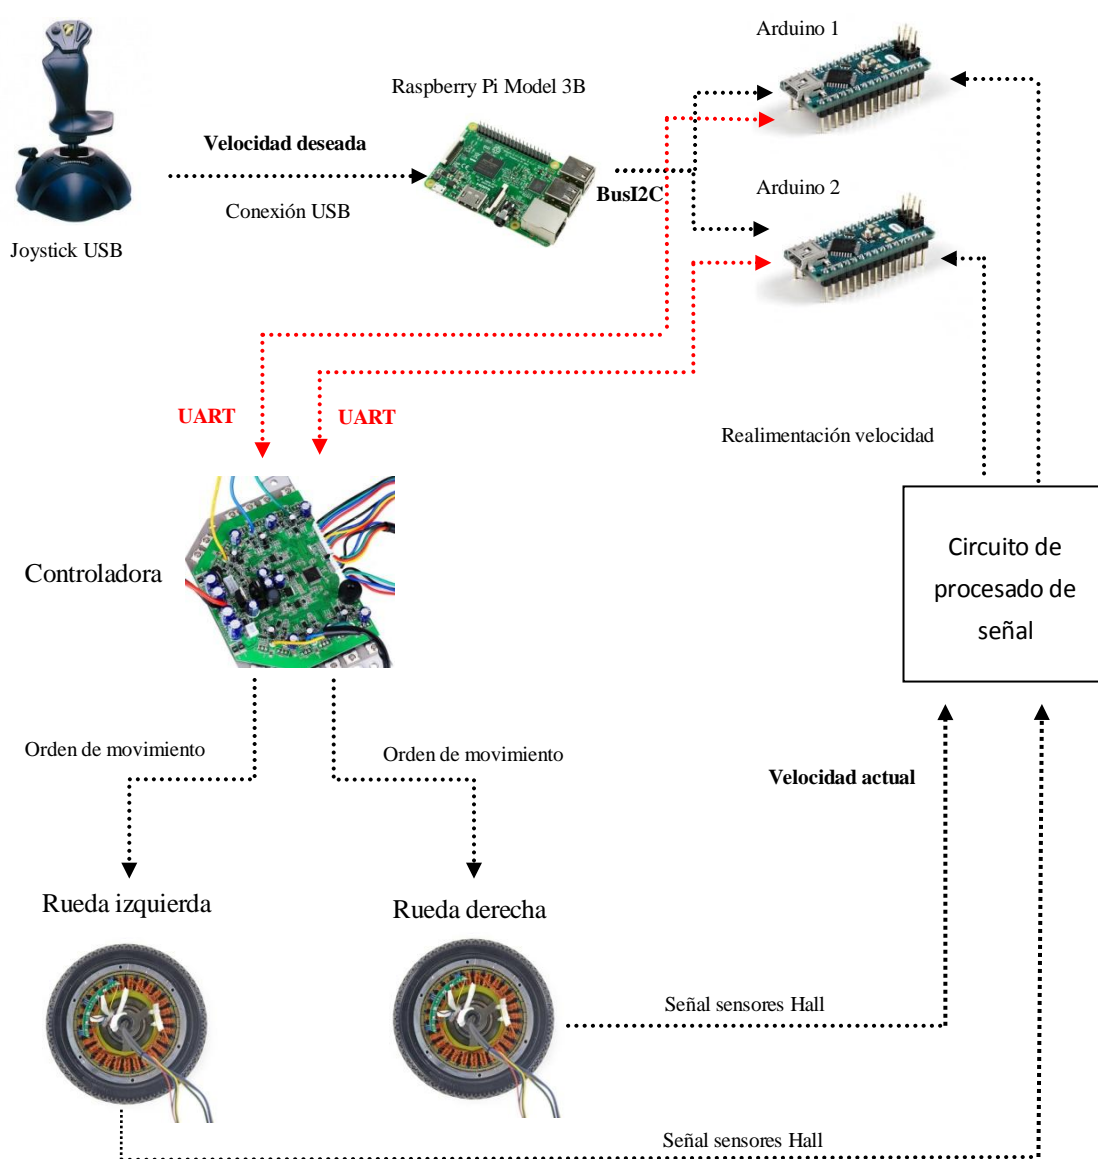 Arduino 1
Raspberry Pi Model 3B
Velocidad deseada
Arduino 2
BusI2C
Conexión USB
Joystick USB
UART
UART
Realimentación velocidad
Circuito de
procesado de
señal
Controladora
Orden de movimiento
Orden de movimiento
Velocidad actual
Rueda izquierda
Rueda derecha
Señal sensores Hall
Señal sensores Hall